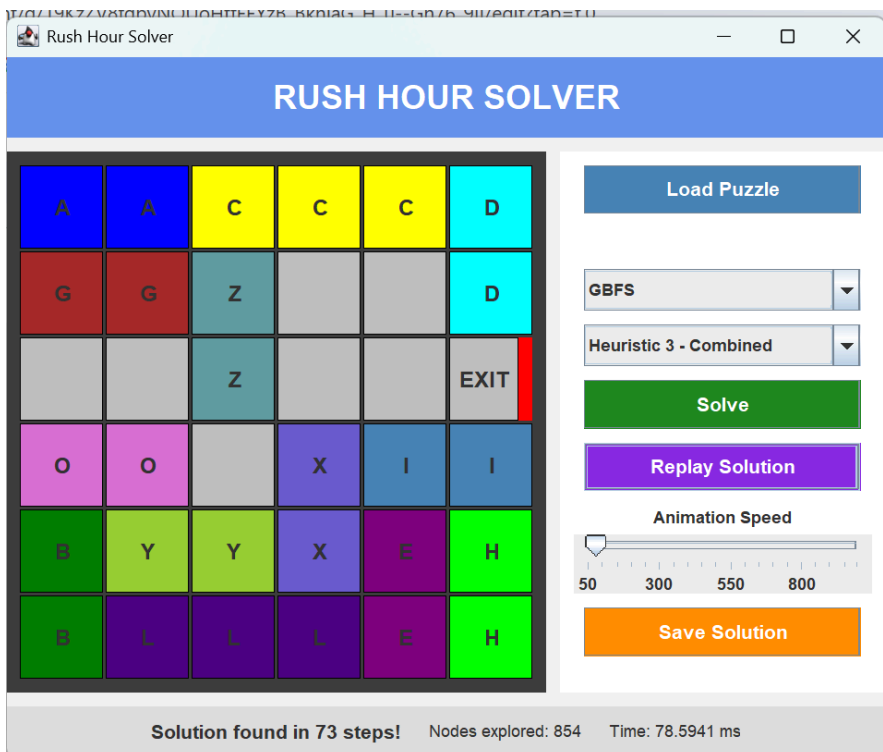 Rush Hour Solver
RUSH HOUR SOLVER
A A C C C D
G G Z D
Z EXIT
O O X I I
B Y Y X E H
B L L L E H
Load Puzzle
GBFS
Heuristic 3 - Combined
Solve
Replay Solution
Animation Speed
50 300 550 800
Save Solution
Solution found in 73 steps! Nodes explored: 854 Time: 78.5941 ms